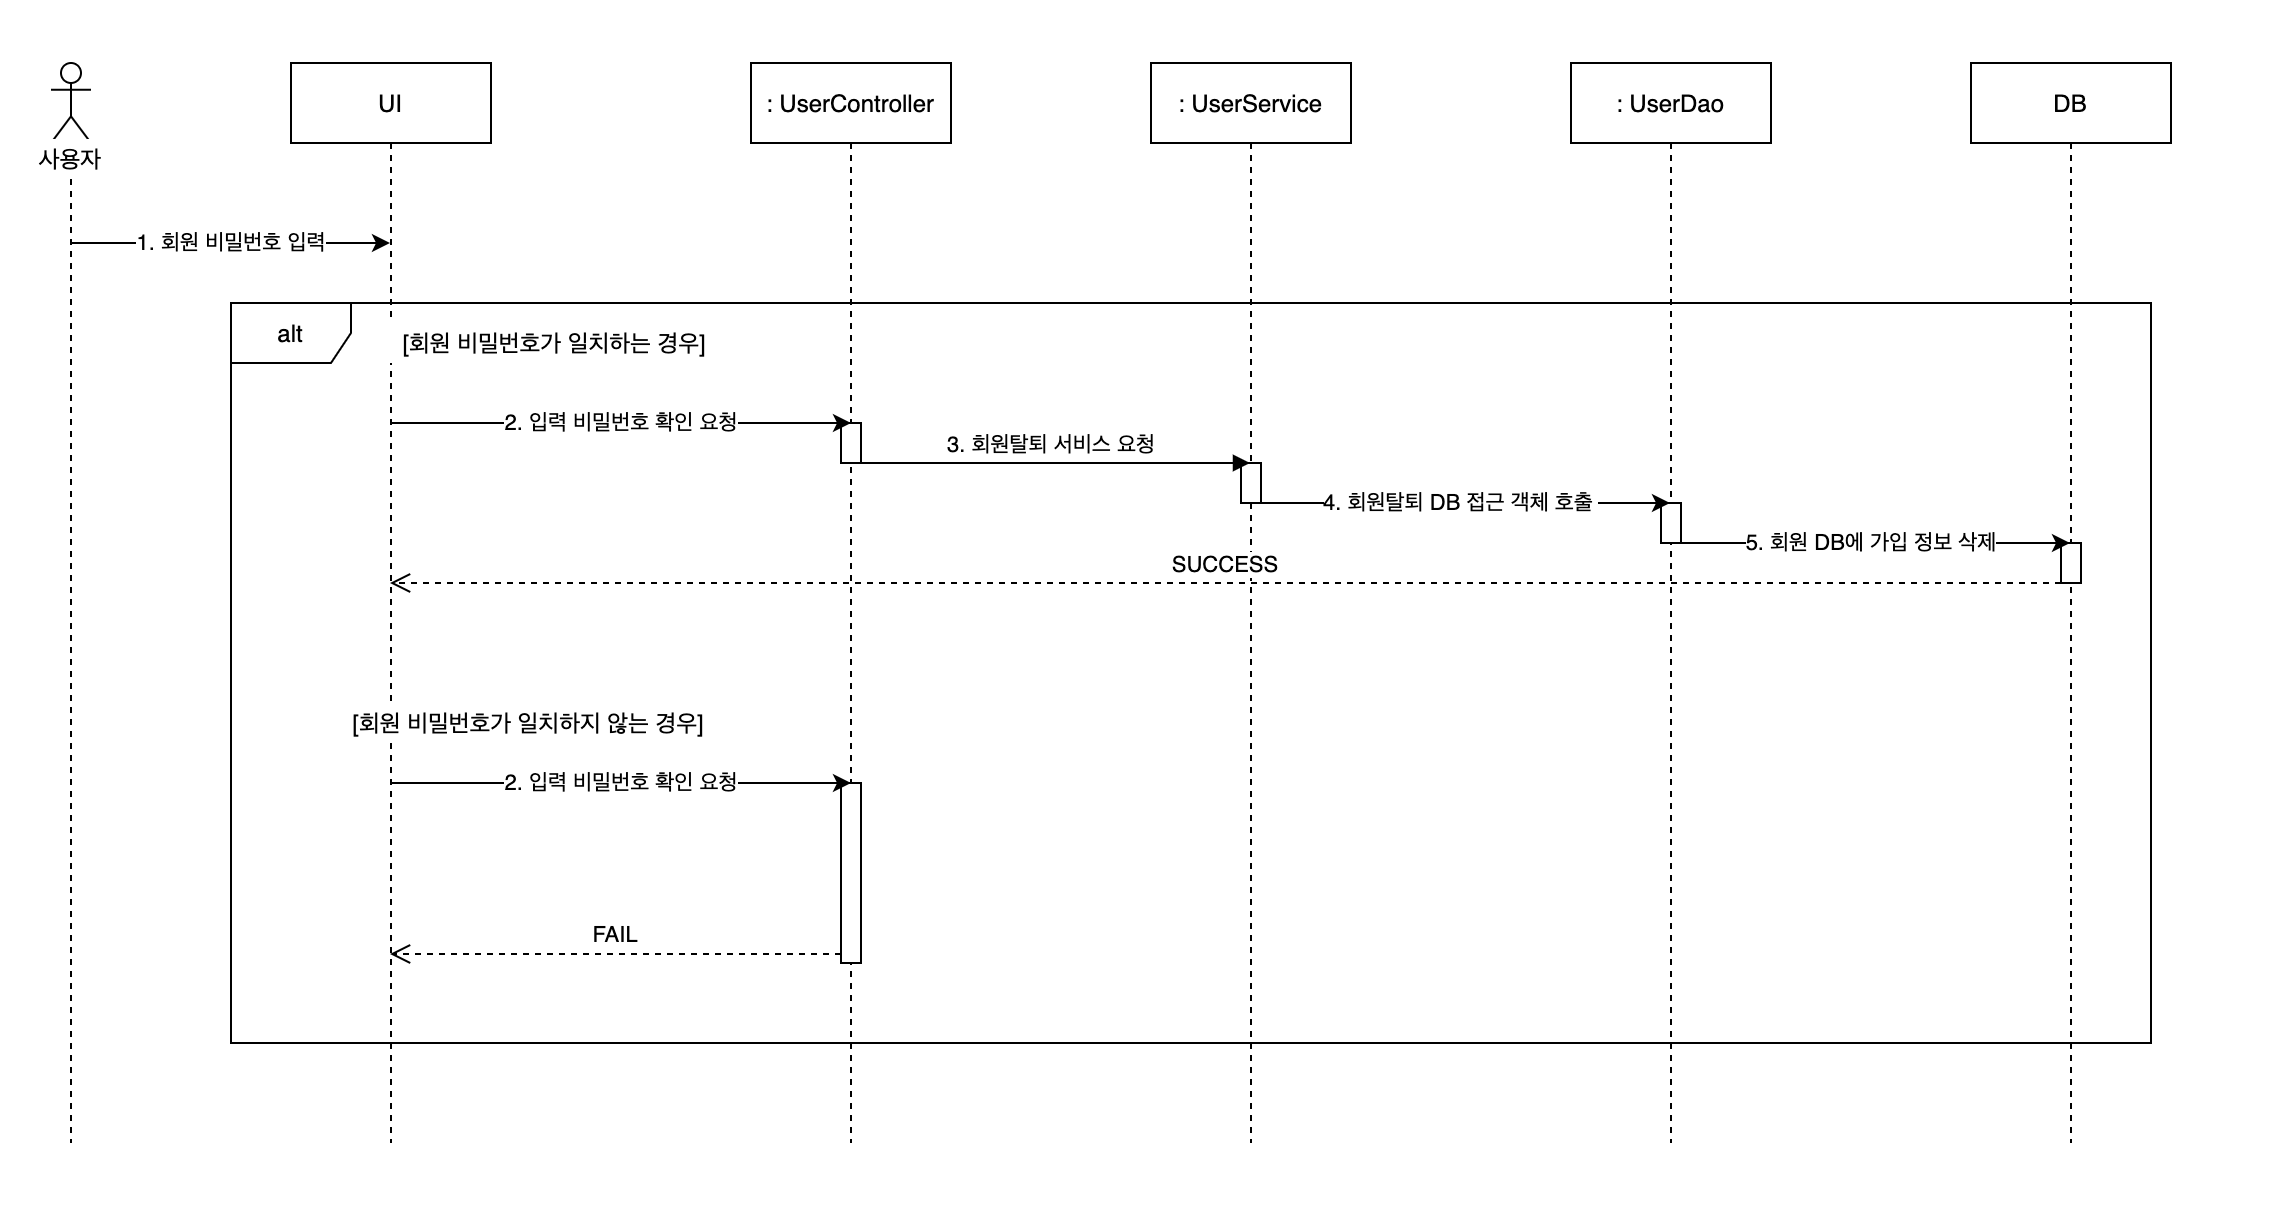 사용자
UI
: UserController
: UserService
: UserDao
DB
1. 회원 비밀번호 입력
alt
[회원 비밀번호가 일치하는 경우]
2. 입력 비밀번호 확인 요청
3. 회원탈퇴 서비스 요청
4. 회원탈퇴 DB 접근 객체 호출
5. 회원 DB에 가입 정보 삭제
SUCCESS
[회원 비밀번호가 일치하지 않는 경우]
2. 입력 비밀번호 확인 요청
FAIL